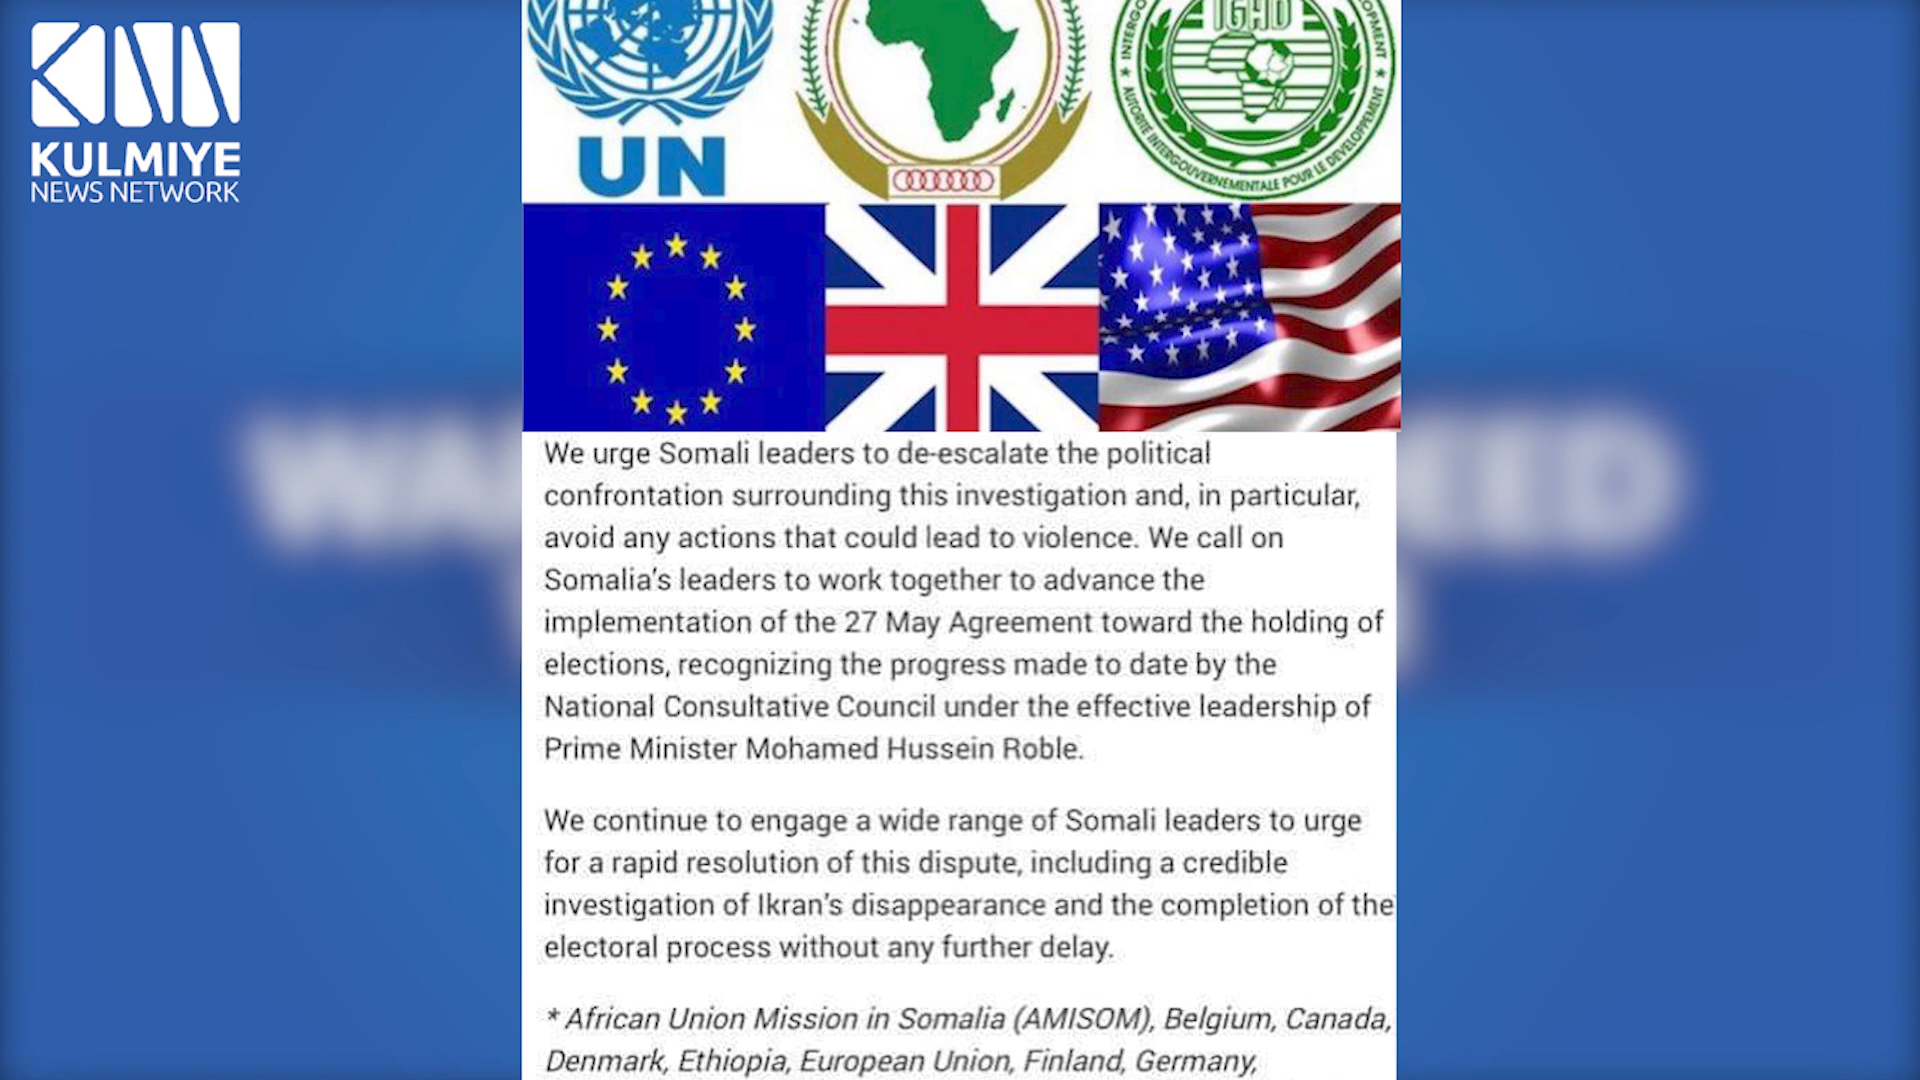 KULMIYE
NEWS NETWORK
UN
IGAD
AUTORITÉ INTERGOUVERNEMENTALE POUR LE DÉVELOPPEMENT
We urge Somali leaders to de-escalate the political
confrontation surrounding this investigation and, in particular,
avoid any actions that could lead to violence. We call on
Somalia's leaders to work together to advance the
implementation of the 27 May Agreement toward the holding of
elections, recognizing the progress made to date by the
National Consultative Council under the effective leadership of
Prime Minister Mohamed Hussein Roble.
We continue to engage a wide range of Somali leaders to urge
for a rapid resolution of this dispute, including a credible
investigation of Ikran's disappearance and the completion of the
electoral process without any further delay.
* African Union Mission in Somalia (AMISOM), Belgium, Canada,
Denmark, Ethiopia, European Union, Finland, Germany,